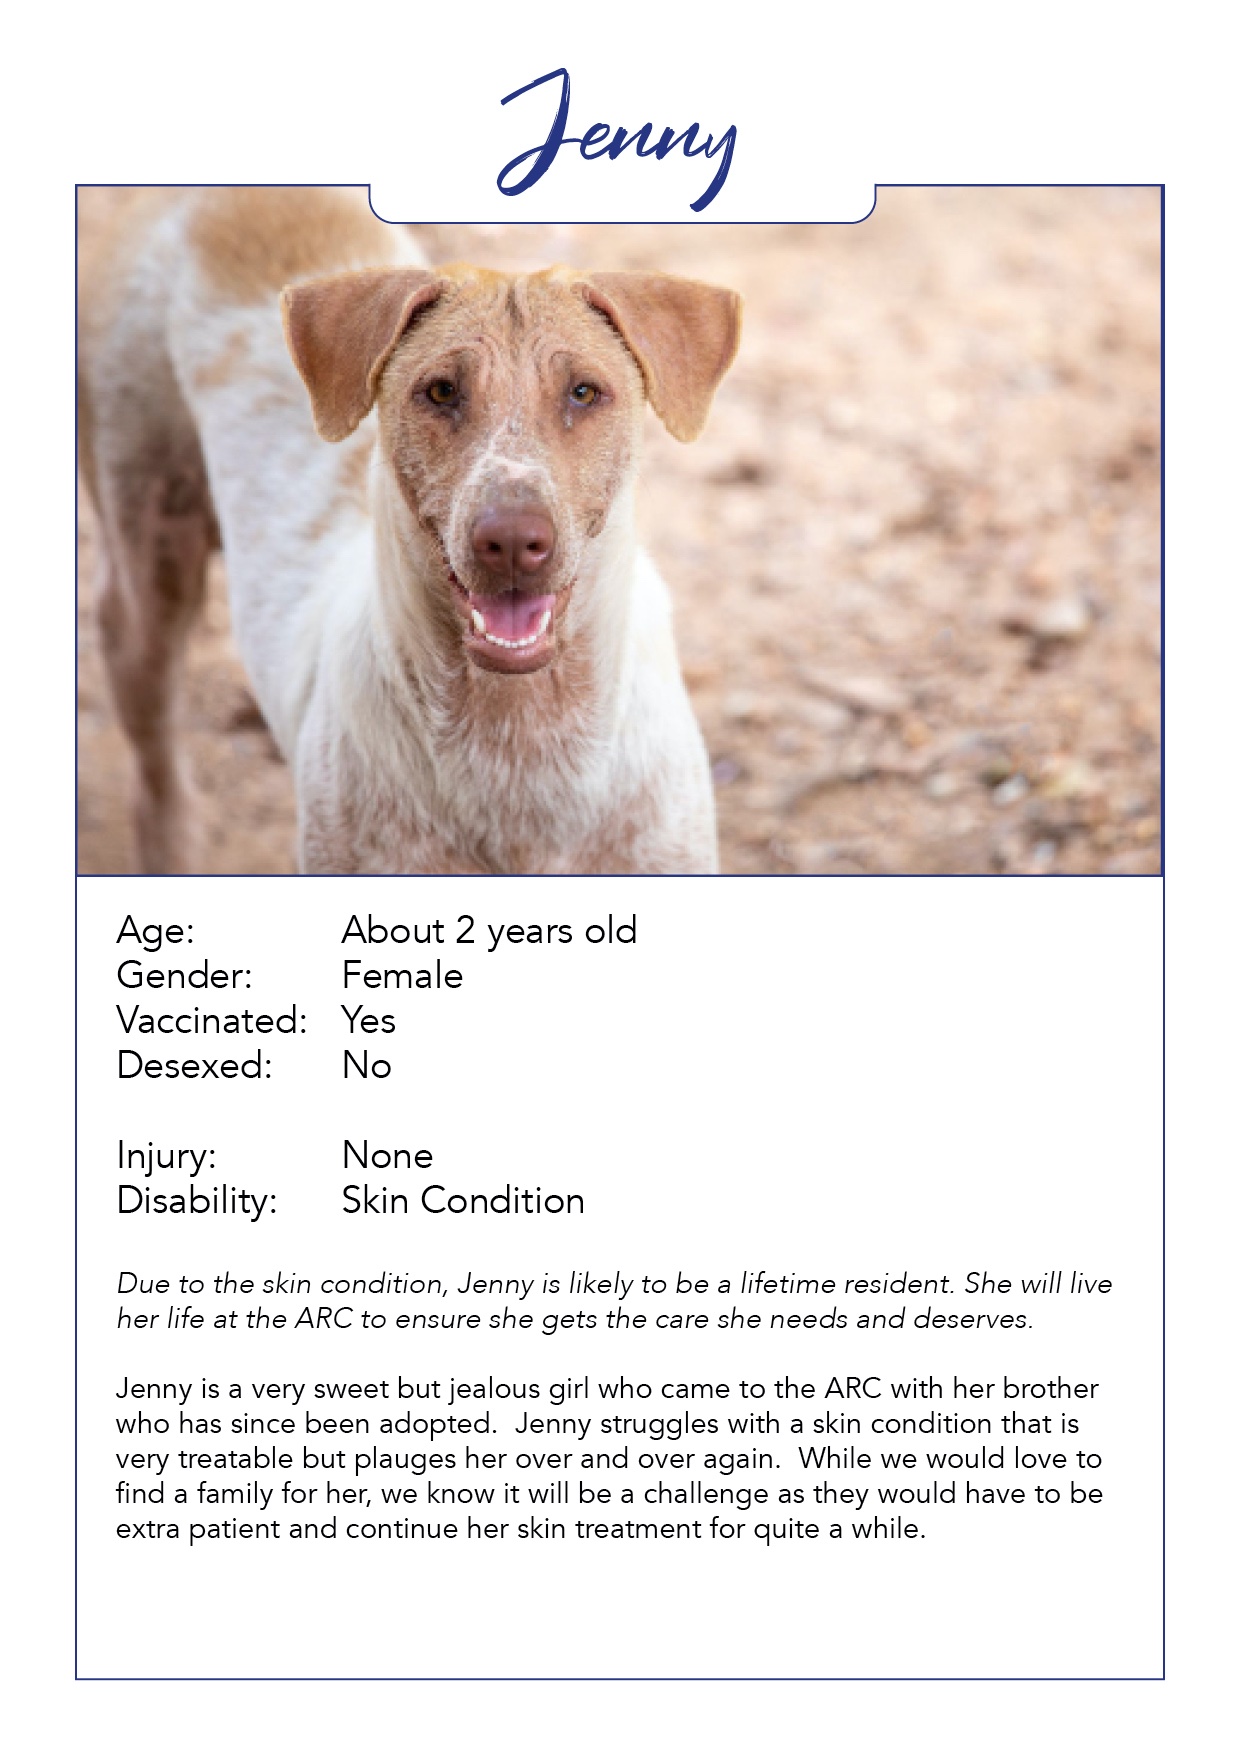 Jenny
Age: About 2 years old
Gender: Female
Vaccinated: Yes
Desexed: No
Injury: None
Disability: Skin Condition
Due to the skin condition, Jenny is likely to be a lifetime resident. She will live
her life at the ARC to ensure she gets the care she needs and deserves.
Jenny is a very sweet but jealous girl who came to the ARC with her brother
who has since been adopted.  Jenny struggles with a skin condition that is
very treatable but plauges her over and over again.  While we would love to
find a family for her, we know it will be a challenge as they would have to be
extra patient and continue her skin treatment for quite a while.